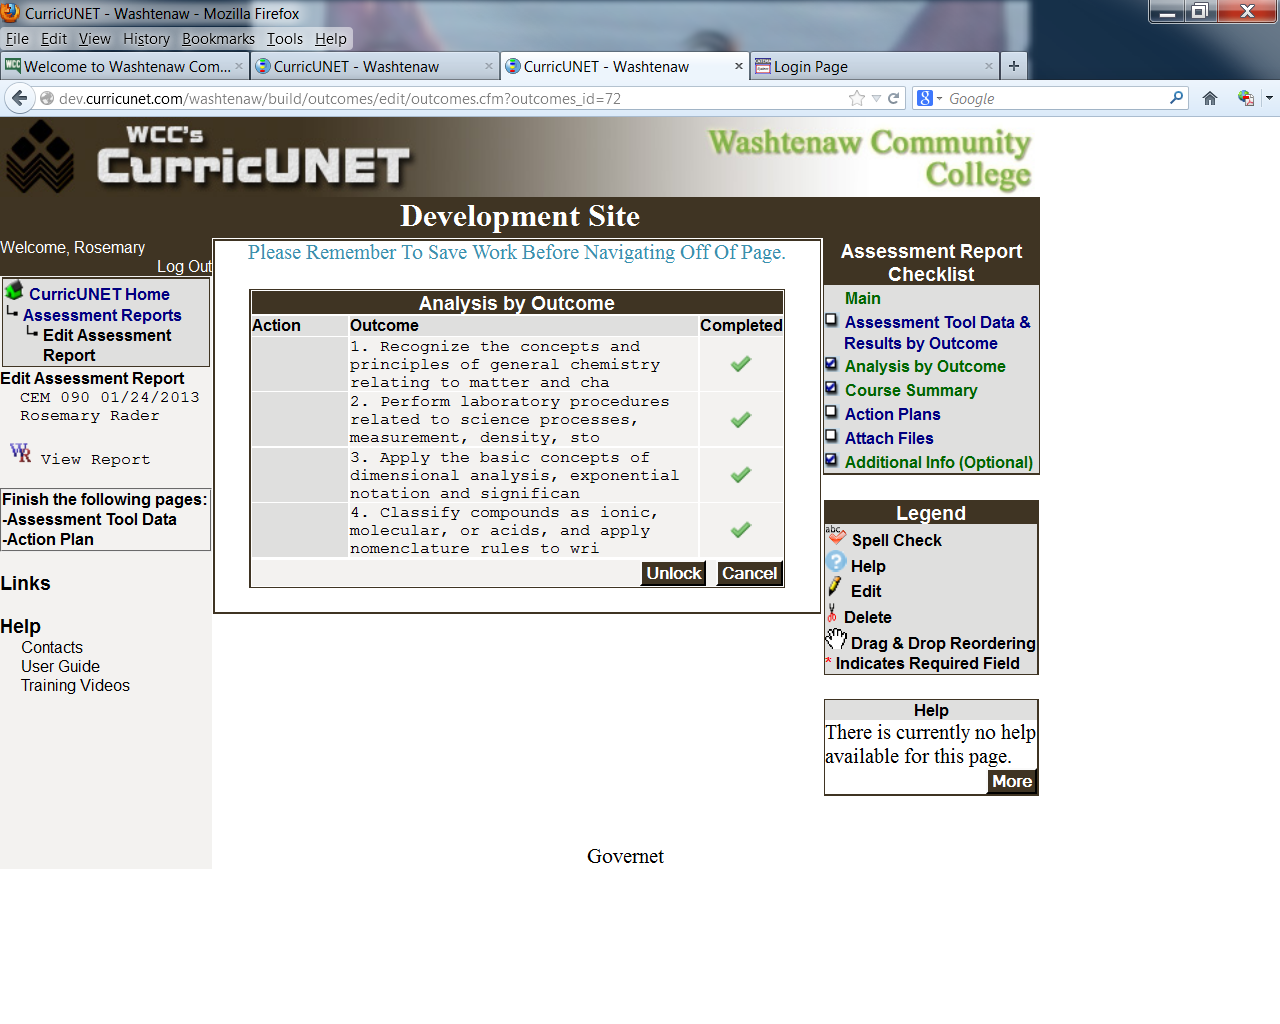 CurricUNET - Washtenaw - Mozilla Firefox
File Edit View History Bookmarks Tools Help
WCC Welcome to Washtenaw Com... CurricUNET - Washtenaw CurricUNET - Washtenaw Login Page
dev.curricunet.com/washtenaw/build/outcomes/edit/outcomes.cfm?outcomes_id=72
Google
WCC's
CurricUNET
Washtenaw Community
College
Development Site
Welcome, Rosemary
Log Out
CurricUNET Home
Assessment Reports
Edit Assessment
Report
Edit Assessment Report
CEM 090 01/24/2013
Rosemary Rader
View Report
Finish the following pages:
-Assessment Tool Data
-Action Plan
Links
Help
Contacts
User Guide
Training Videos
Please Remember To Save Work Before Navigating Off Of Page.
Analysis by Outcome
Action Outcome Completed
1. Recognize the concepts and
principles of general chemistry
relating to matter and cha
2. Perform laboratory procedures
related to science processes,
measurement, density, sto
3. Apply the basic concepts of
dimensional analysis, exponential
notation and significan
4. Classify compounds as ionic,
molecular, or acids, and apply
nomenclature rules to wri
Unlock Cancel
Assessment Report
Checklist
Main
Assessment Tool Data &
Results by Outcome
Analysis by Outcome
Course Summary
Action Plans
Attach Files
Additional Info (Optional)
Legend
abc Spell Check
? Help
Edit
Delete
Drag & Drop Reordering
* Indicates Required Field
Help
There is currently no help
available for this page.
More
Governet